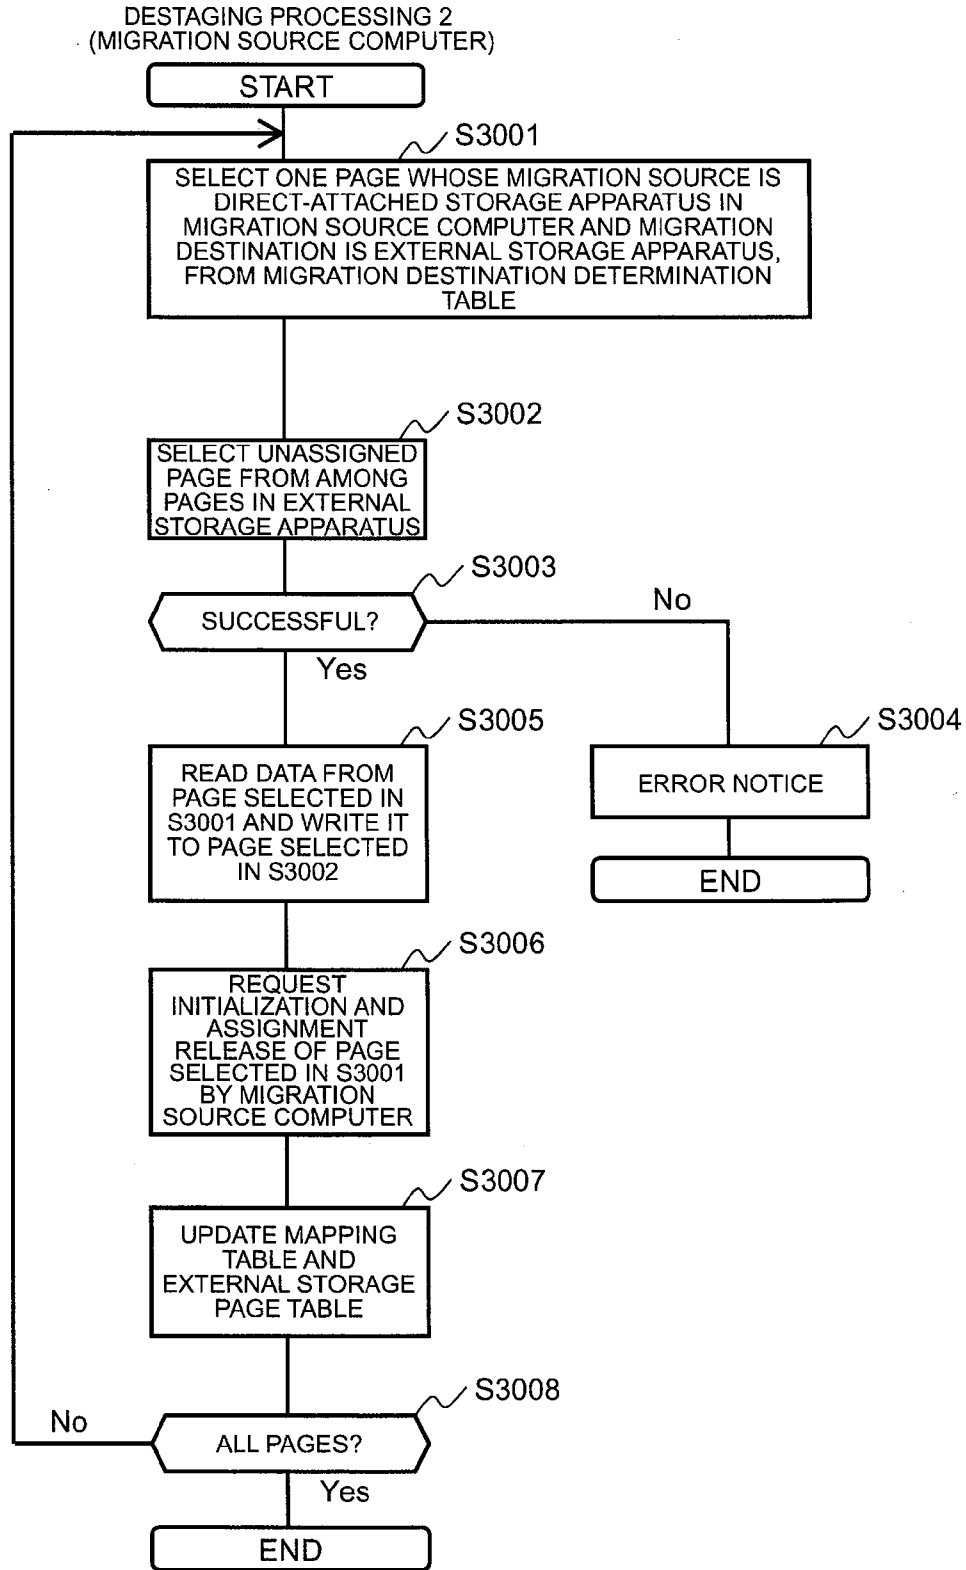 DESTAGING PROCESSING 2
(MIGRATION SOURCE COMPUTER)
START
S3001
SELECT ONE PAGE WHOSE MIGRATION SOURCE IS
DIRECT-ATTACHED STORAGE APPARATUS IN
MIGRATION SOURCE COMPUTER AND MIGRATION
DESTINATION IS EXTERNAL STORAGE APPARATUS,
FROM MIGRATION DESTINATION DETERMINATION
TABLE
S3002
SELECT UNASSIGNED
PAGE FROM AMONG
PAGES IN EXTERNAL
STORAGE APPARATUS
S3003
SUCCESSFUL?
No
Yes
S3005
READ DATA FROM
PAGE SELECTED IN
S3001 AND WRITE IT
TO PAGE SELECTED
IN S3002
S3004
ERROR NOTICE
END
S3006
REQUEST
INITIALIZATION AND
ASSIGNMENT
RELEASE OF PAGE
SELECTED IN S3001
BY MIGRATION
SOURCE COMPUTER
S3007
UPDATE MAPPING
TABLE AND
EXTERNAL STORAGE
PAGE TABLE
S3008
No
ALL PAGES?
Yes
END